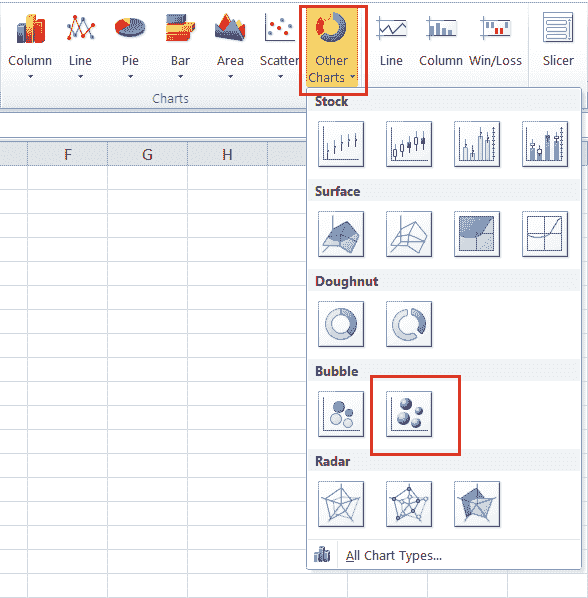 Column Line Pie Bar Area Scatter Other Charts Line Column Win/Loss Slicer
Charts
Stock
F G H
Surface
Doughnut
Bubble
Radar
All Chart Types...